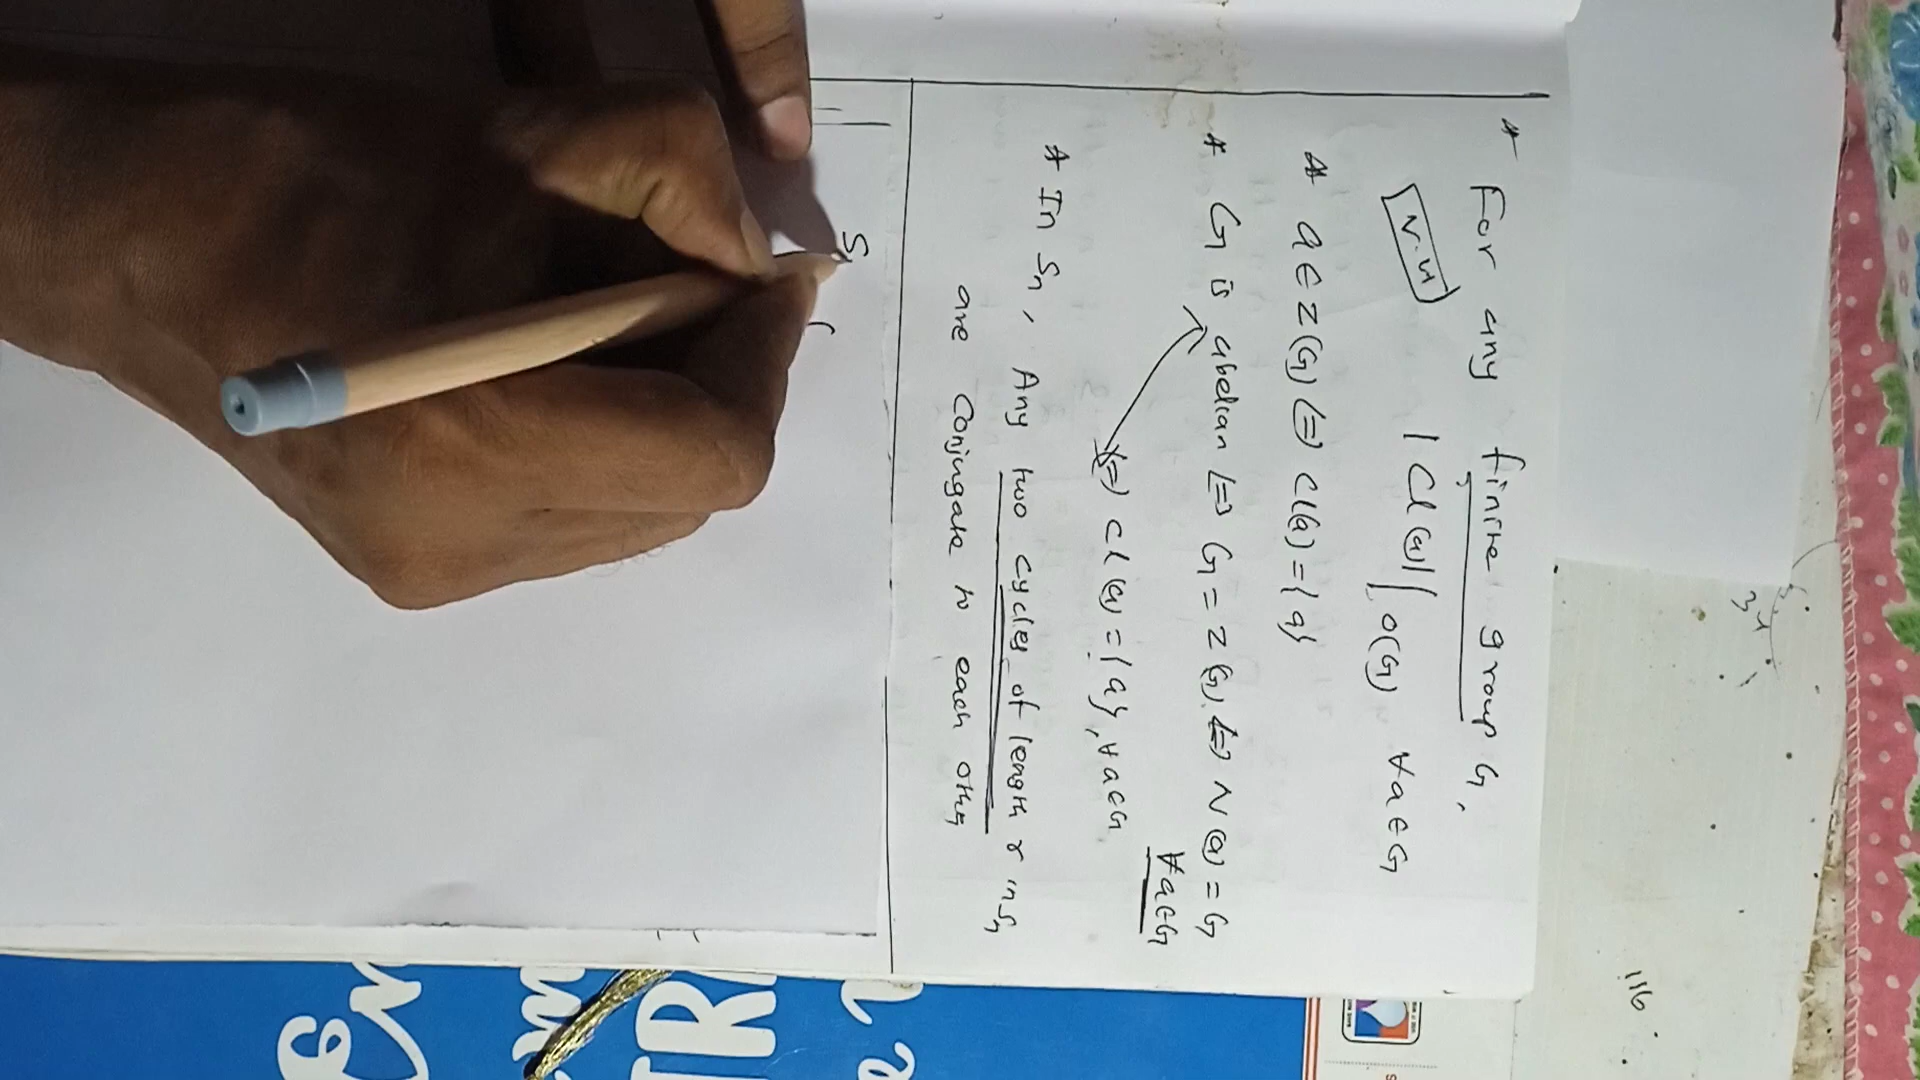 * For any finite group G,
N.H | Cl(a) | | O(G) ∀ a ∈ G
* a ∈ Z(G) <=> Cl(a) = {a}
* G is abelian <=> G = Z(G) <=> N(a) = G
∀ a ∈ G
<=> Cl(a) = {a}, ∀ a ∈ G
* In Sn, Any two cycles of length r in Sn
are conjugate to each other
S
116